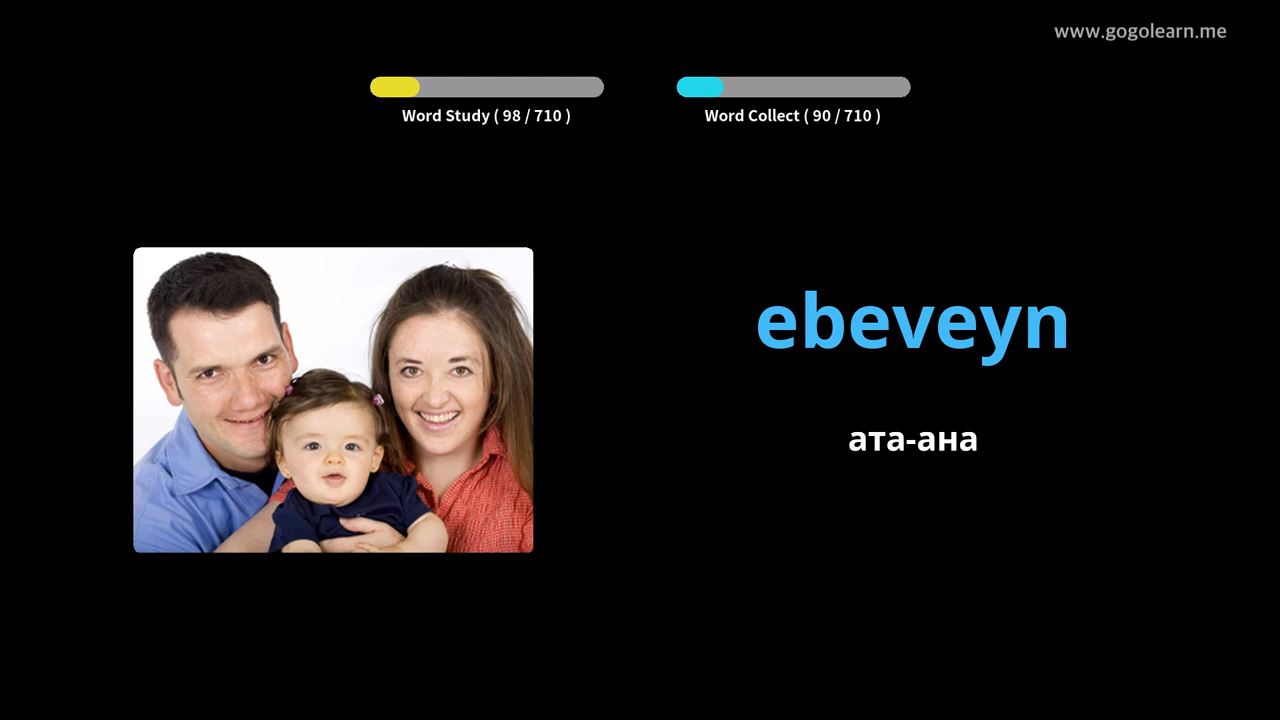 www.gogolearn.me
Word Study ( 98 / 710 )
Word Collect ( 90 / 710 )
ebeveyn
ата-ана